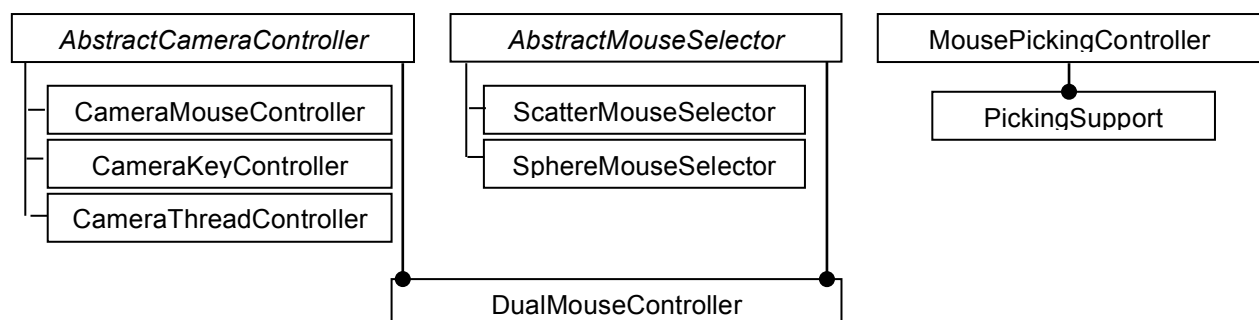 AbstractCameraController
AbstractMouseSelector
MousePickingController
CameraMouseController
ScatterMouseSelector
PickingSupport
CameraKeyController
SphereMouseSelector
CameraThreadController
DualMouseController